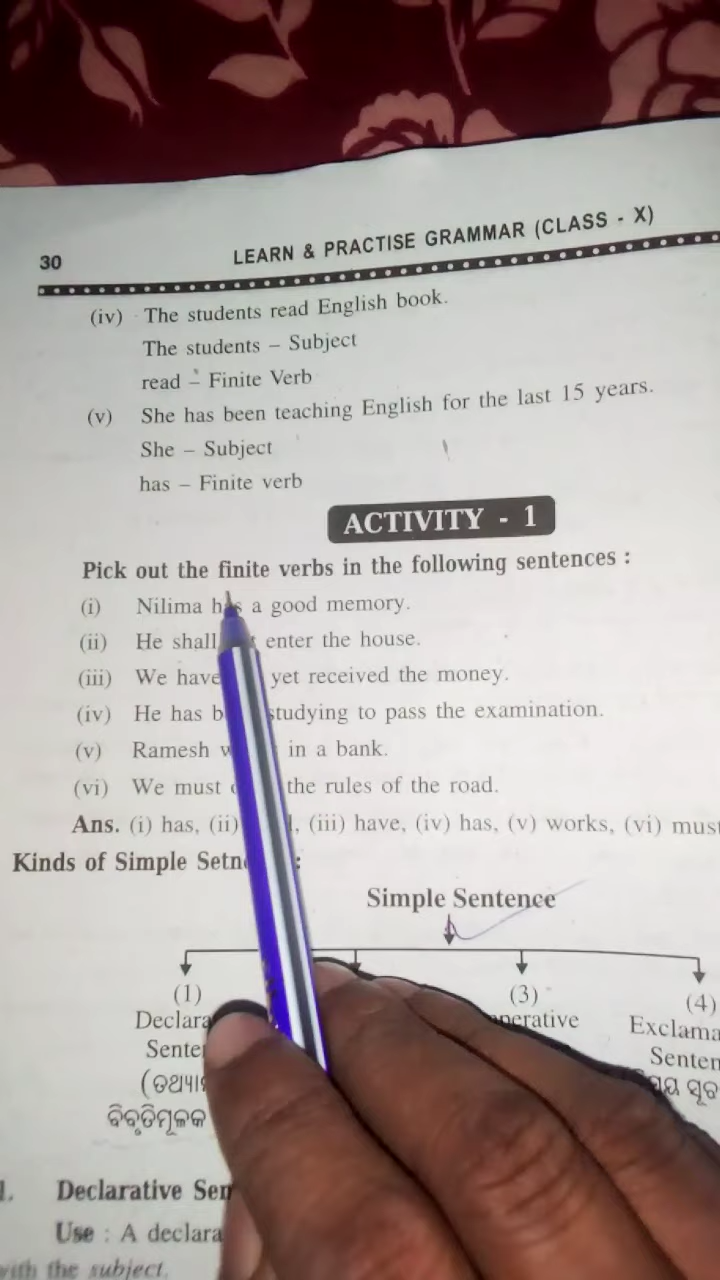 30
LEARN & PRACTISE GRAMMAR (CLASS - X)
(iv) The students read English book.
The students – Subject
read – Finite Verb
(v) She has been teaching English for the last 15 years.
She – Subject
has – Finite verb
ACTIVITY - 1
Pick out the finite verbs in the following sentences :
(i) Nilima has a good memory.
(ii) He shall enter the house.
(iii) We have yet received the money.
(iv) He has studying to pass the examination.
(v) Ramesh in a bank.
(vi) We must the rules of the road.
Ans. (i) has, (ii) (iii) have, (iv) has, (v) works, (vi) must
Kinds of Simple :
Simple Sentence
(1) (3) (4)
Declara
Senten
ବିବୃତିମୂଳକ
1. Declarative Sen
Use : A declara
with the subject.